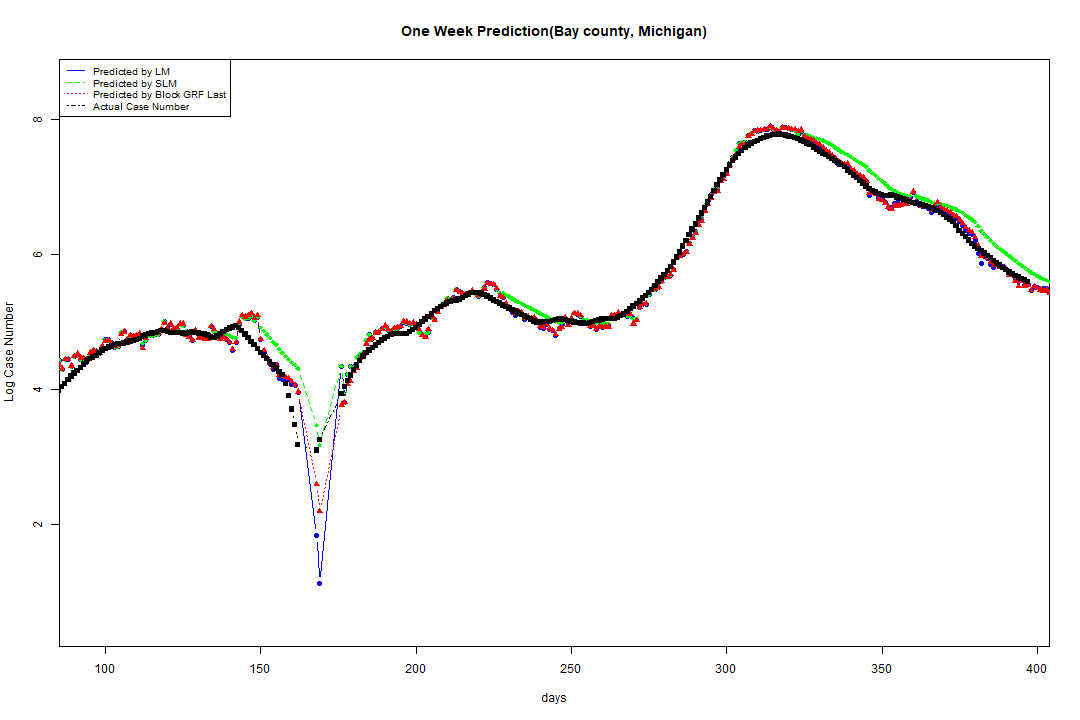 One Week Prediction(Bay county, Michigan)
Predicted by LM
Predicted by SLM
Predicted by Block GRF Last
Actual Case Number
8
6
4
2
Log Case Number
100 150 200 250 300 350 400
days